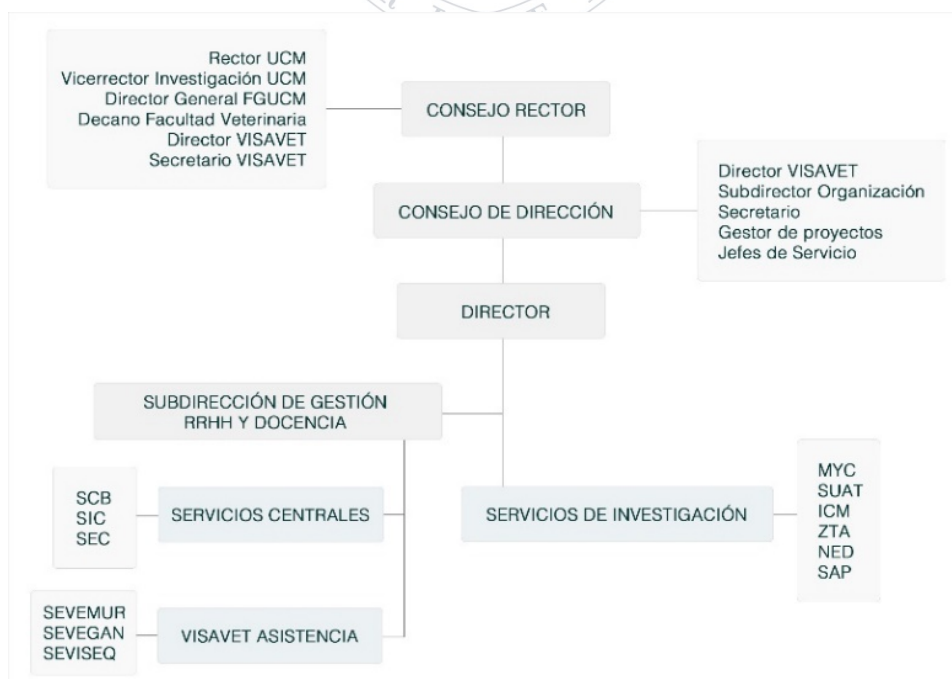 Rector UCM
Vicerrector Investigación UCM
Director General FGUCM
Decano Facultad Veterinaria
Director VISAVET
Secretario VISAVET
CONSEJO RECTOR
CONSEJO DE DIRECCIÓN
Director VISAVET
Subdirector Organización
Secretario
Gestor de proyectos
Jefes de Servicio
DIRECTOR
SUBDIRECCIÓN DE GESTIÓN
RRHH Y DOCENCIA
SCB
SIC
SEC
SERVICIOS CENTRALES
SERVICIOS DE INVESTIGACIÓN
MYC
SUAT
ICM
ZTA
NED
SAP
SEVEMUR
SEVEGAN
SEVISEQ
VISAVET ASISTENCIA